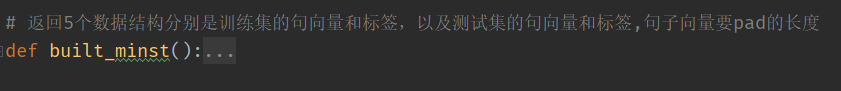 # 返回5个数据结构分别是训练集的句向量和标签，以及测试集的句向量和标签,句子向量要pad的长度
def built_minst():...